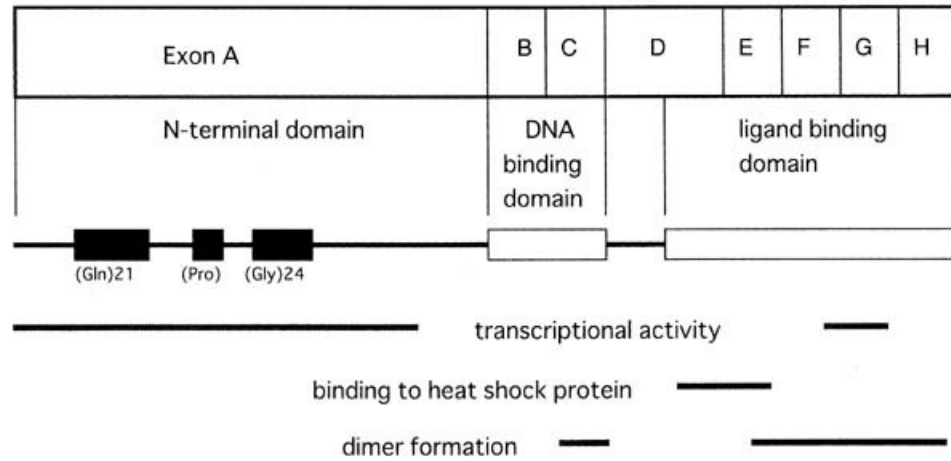 Exon A B C D E F G H
N-terminal domain DNA binding domain ligand binding domain
(Gln)21 (Pro) (Gly)24
transcriptional activity
binding to heat shock protein
dimer formation